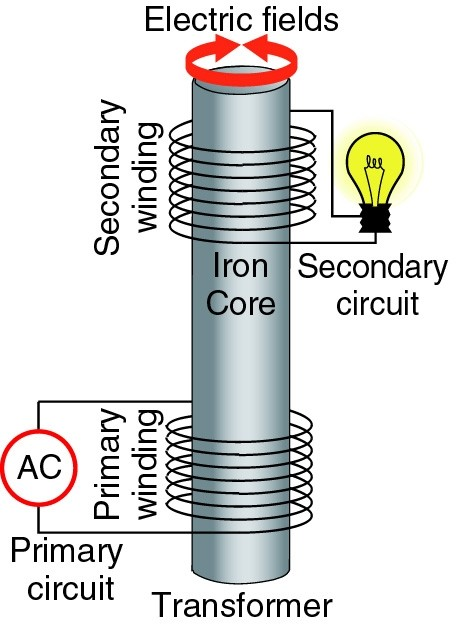 Electric fields
Secondary
winding
Iron
Core
Secondary
circuit
Primary
winding
AC
Primary
circuit
Transformer